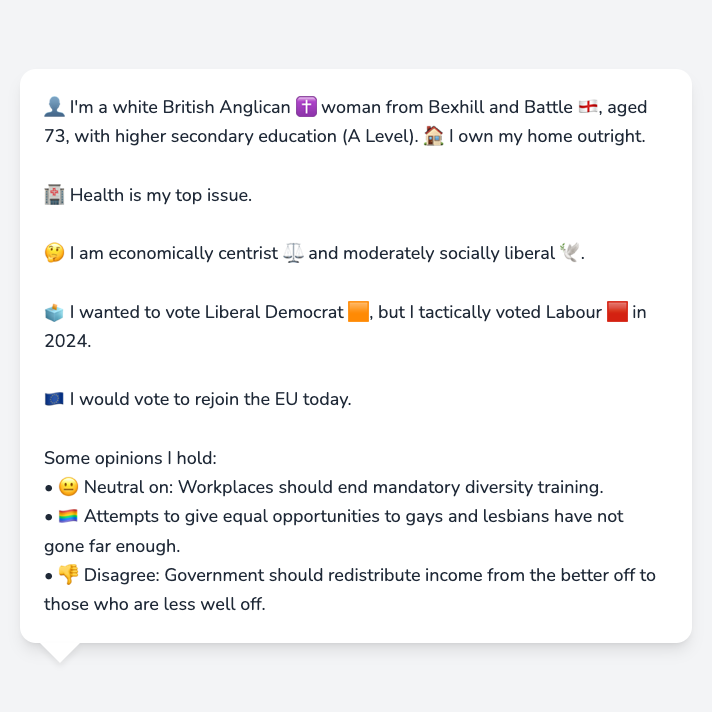 👤 I'm a white British Anglican ✝️ woman from Bexhill and Battle 🏴󠁧󠁢󠁥󠁮󠁧󠁿, aged
73, with higher secondary education (A Level). 🏠 I own my home outright.
🏥 Health is my top issue.
🤔 I am economically centrist ⚖️ and moderately socially liberal 🕊️.
🗳️ I wanted to vote Liberal Democrat 🟧, but I tactically voted Labour 🟥 in
2024.
🇪🇺 I would vote to rejoin the EU today.
Some opinions I hold:
• 😐 Neutral on: Workplaces should end mandatory diversity training.
• 🏳️‍🌈 Attempts to give equal opportunities to gays and lesbians have not
gone far enough.
• 👎 Disagree: Government should redistribute income from the better off to
those who are less well off.